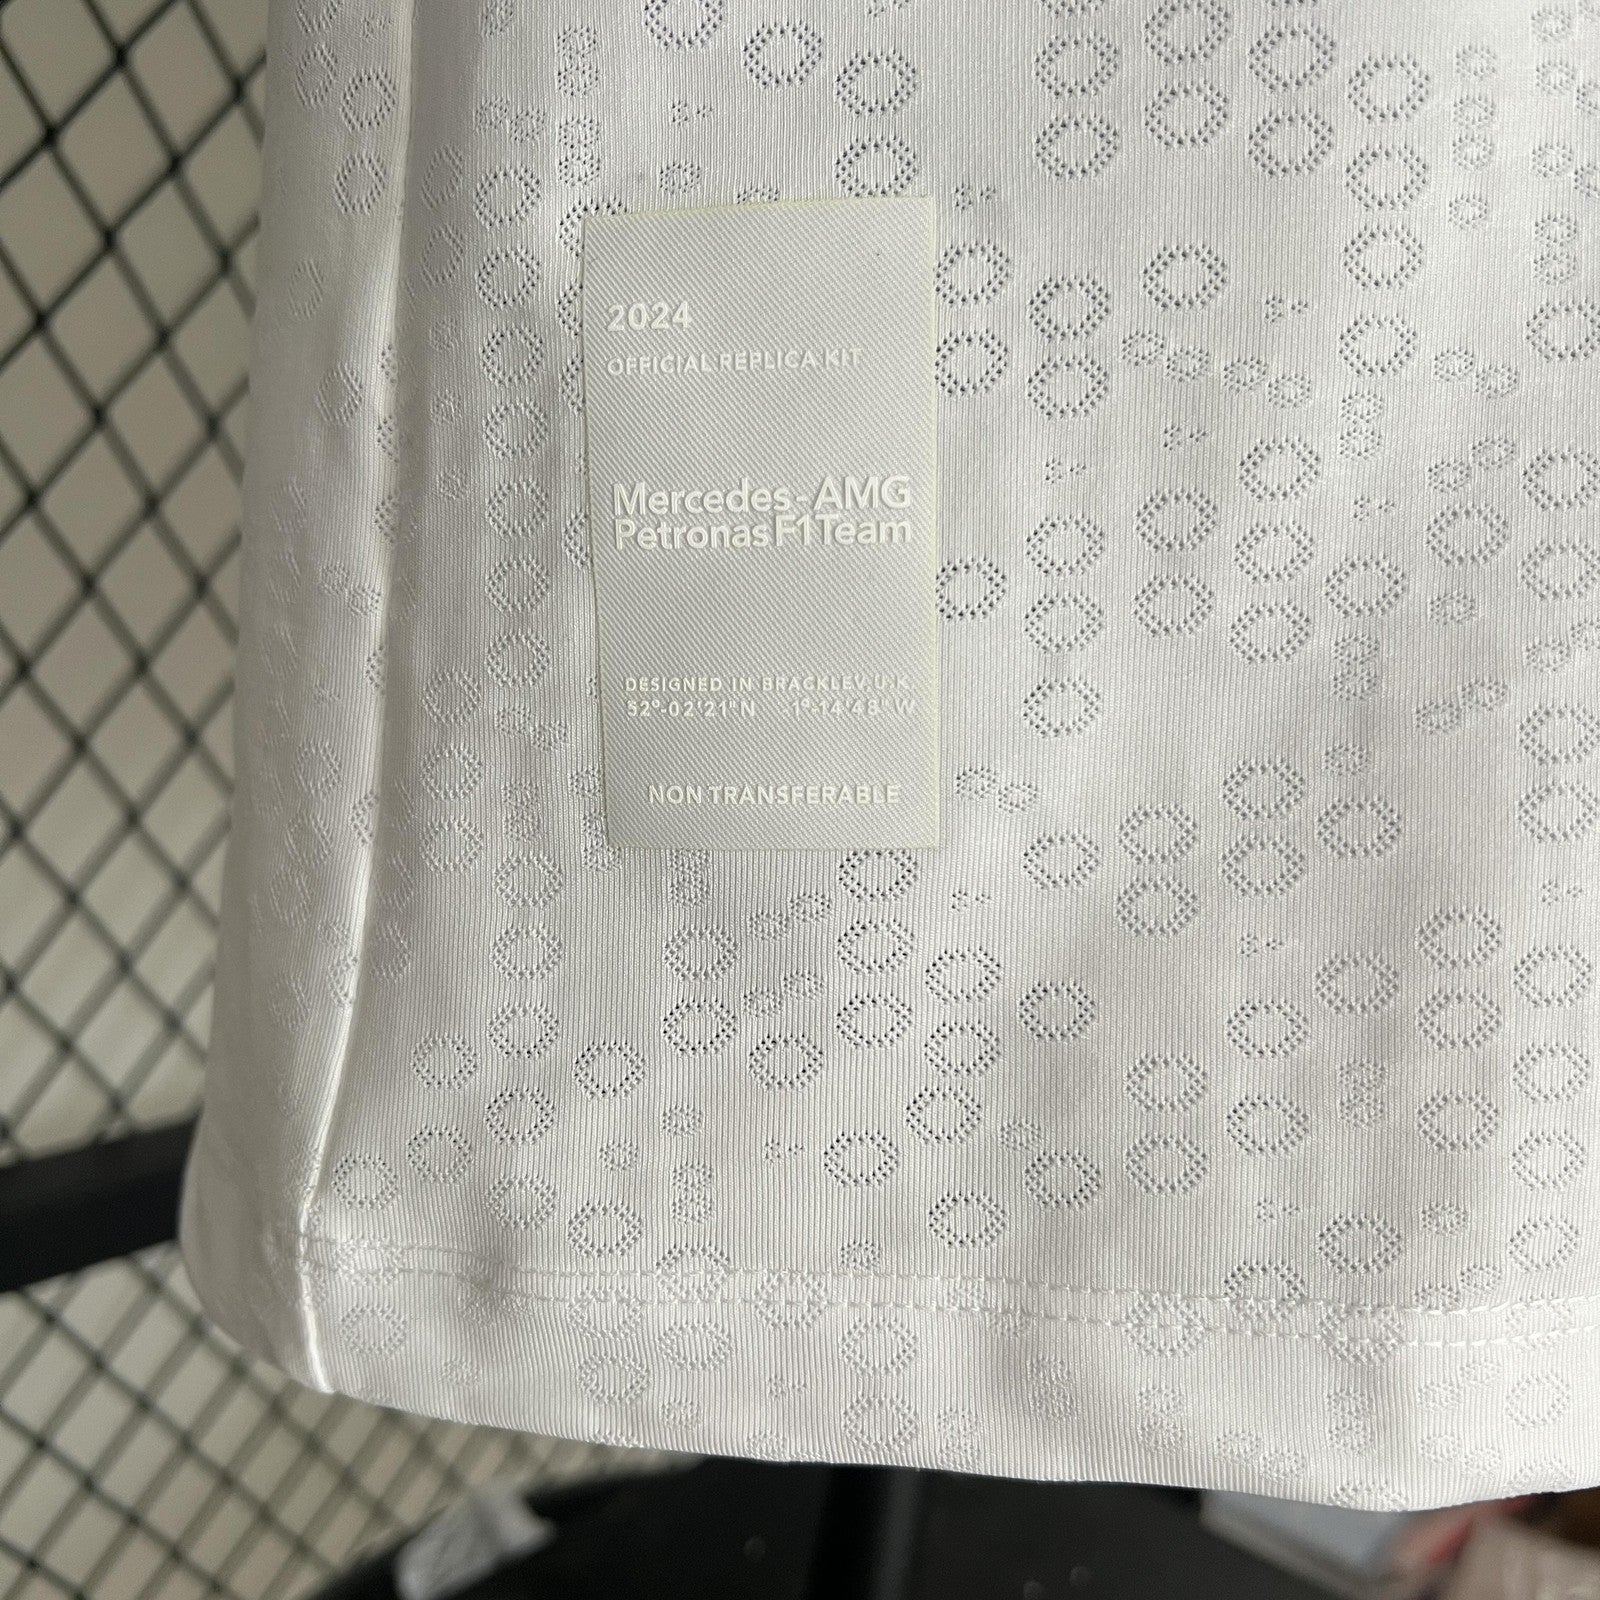 2024
OFFICIAL REPLICA KIT
Mercedes-AMG
Petronas F1 Team
DESIGNED IN BRACKLEY, U.K.
52°-02'21"N 1°-14'48"W
NON TRANSFERABLE